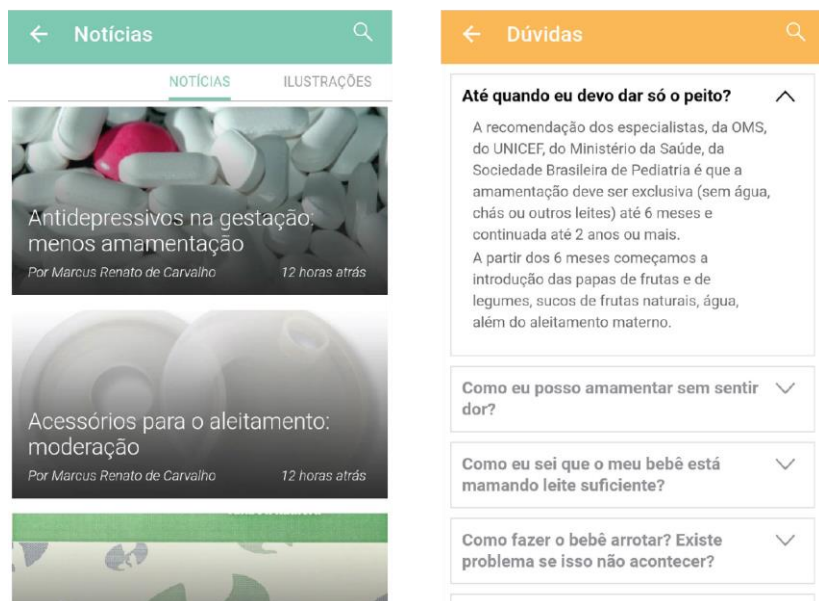 Notícias
NOTÍCIAS
ILUSTRAÇÕES
Antidepressivos na gestação:
menos amamentação
Por Marcus Renato de Carvalho
12 horas atrás
Acessórios para o aleitamento:
moderação
Por Marcus Renato de Carvalho
12 horas atrás
Dúvidas
Até quando eu devo dar só o peito?
A recomendação dos especialistas, da OMS,
do UNICEF, do Ministério da Saúde, da
Sociedade Brasileira de Pediatria é que a
amamentação deve ser exclusiva (sem água,
chás ou outros leites) até 6 meses e
continuada até 2 anos ou mais.
A partir dos 6 meses começamos a
introdução das papas de frutas e de
legumes, sucos de frutas naturais, água,
além do aleitamento materno.
Como eu posso amamentar sem sentir
dor?
Como eu sei que o meu bebê está
mamando leite suficiente?
Como fazer o bebê arrotar? Existe
problema se isso não acontecer?